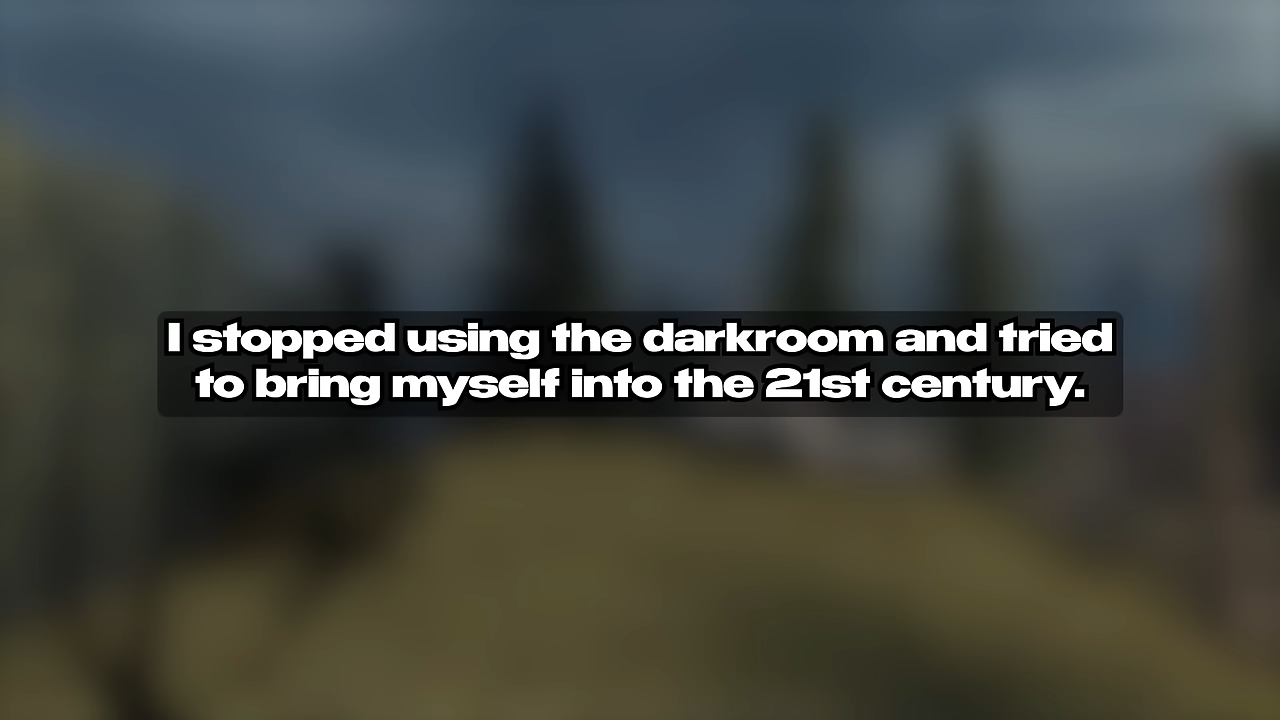 I stopped using the darkroom and tried
to bring myself into the 21st century.